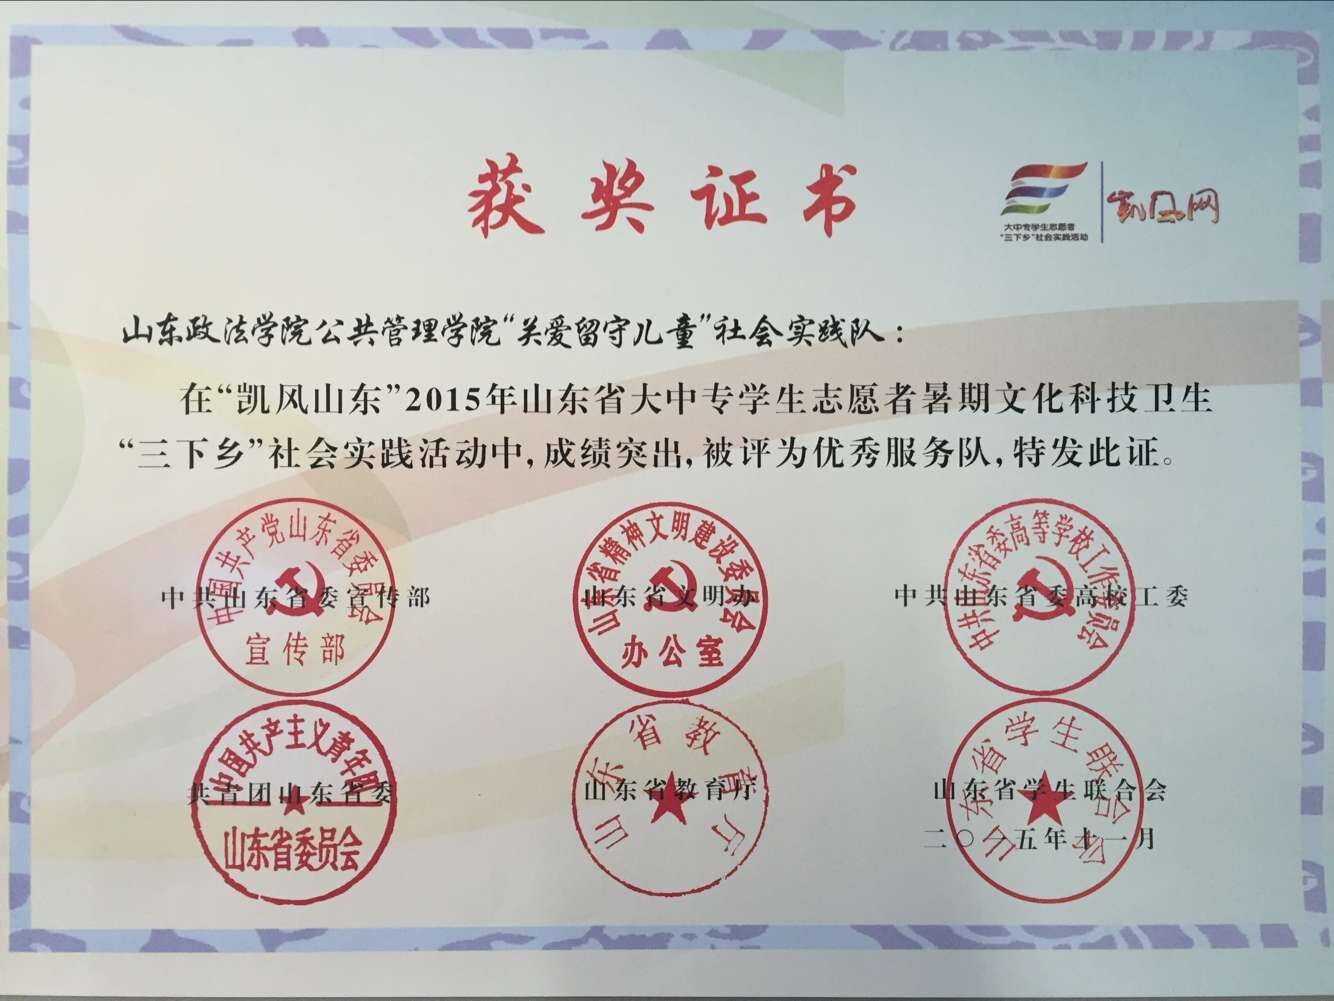 获奖证书
大中专学生志愿者
“三下乡”社会实践活动
凯风网
山东政法学院公共管理学院“关爱留守儿童”社会实践队：
在“凯风山东”2015年山东省大中专学生志愿者暑期文化科技卫生
“三下乡”社会实践活动中,成绩突出,被评为优秀服务队,特发此证。
中国共产党山东省委员会
中共山东省委宣传部
宣传部
山东省精神文明建设委员会
山东省文明办
办公室
中共山东省委高等学校工作委员会
中共山东省委高校工委
中国共产主义青年团
共青团山东省委
山东省委员会
山东省教育厅
山东省教育厅
山东省学生联合会
山东省学生联合会
二〇一五年十一月